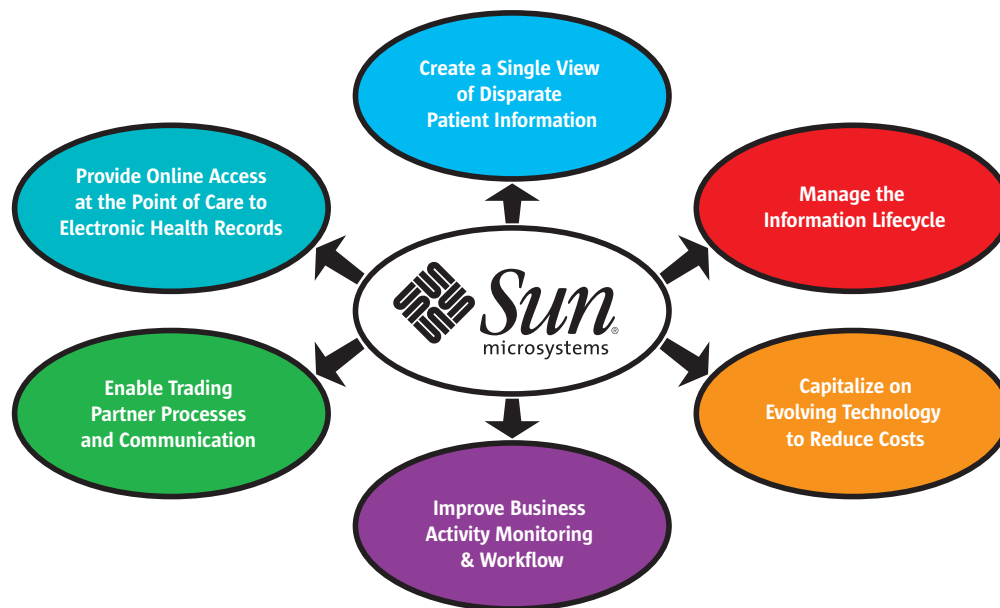 Create a Single View
of Disparate
Patient Information
Provide Online Access
at the Point of Care to
Electronic Health Records
Manage the
Information Lifecycle
Sun®
microsystems
Enable Trading
Partner Processes
and Communication
Capitalize on
Evolving Technology
to Reduce Costs
Improve Business
Activity Monitoring
& Workflow